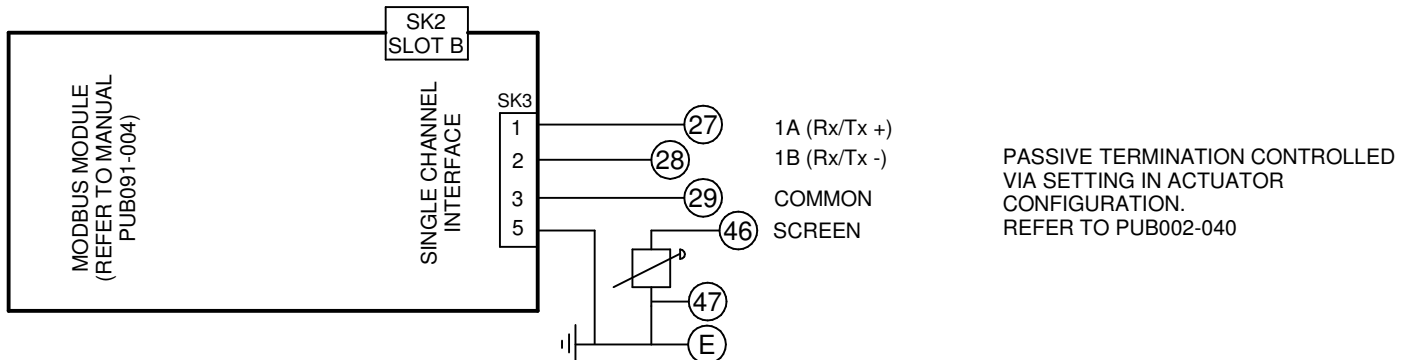 SK2
SLOT B
MODBUS MODULE
(REFER TO MANUAL
PUB091-004)
SINGLE CHANNEL
INTERFACE
SK3
1
27
1A (Rx/Tx +)
2
28
1B (Rx/Tx -)
3
29
COMMON
5
46
SCREEN
47
E
PASSIVE TERMINATION CONTROLLED
VIA SETTING IN ACTUATOR
CONFIGURATION.
REFER TO PUB002-040